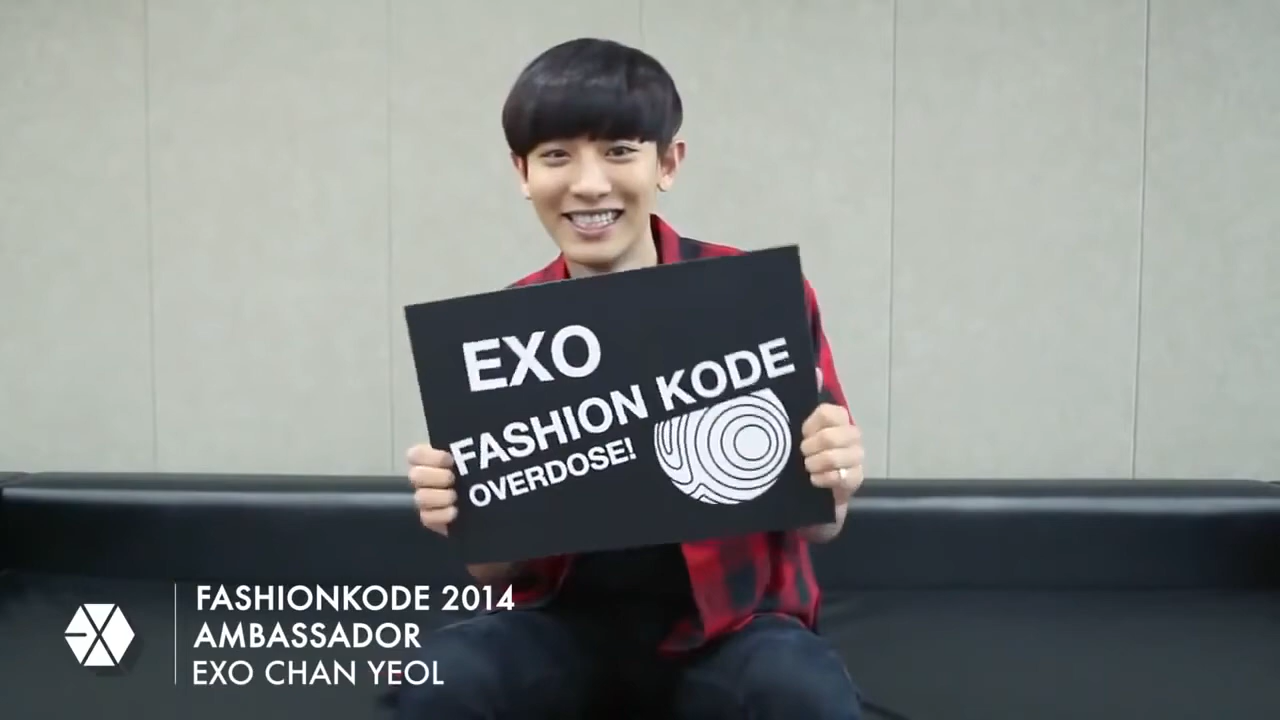 EXO
FASHION KODE
OVERDOSE!
FASHIONKODE 2014
AMBASSADOR
EXO CHAN YEOL